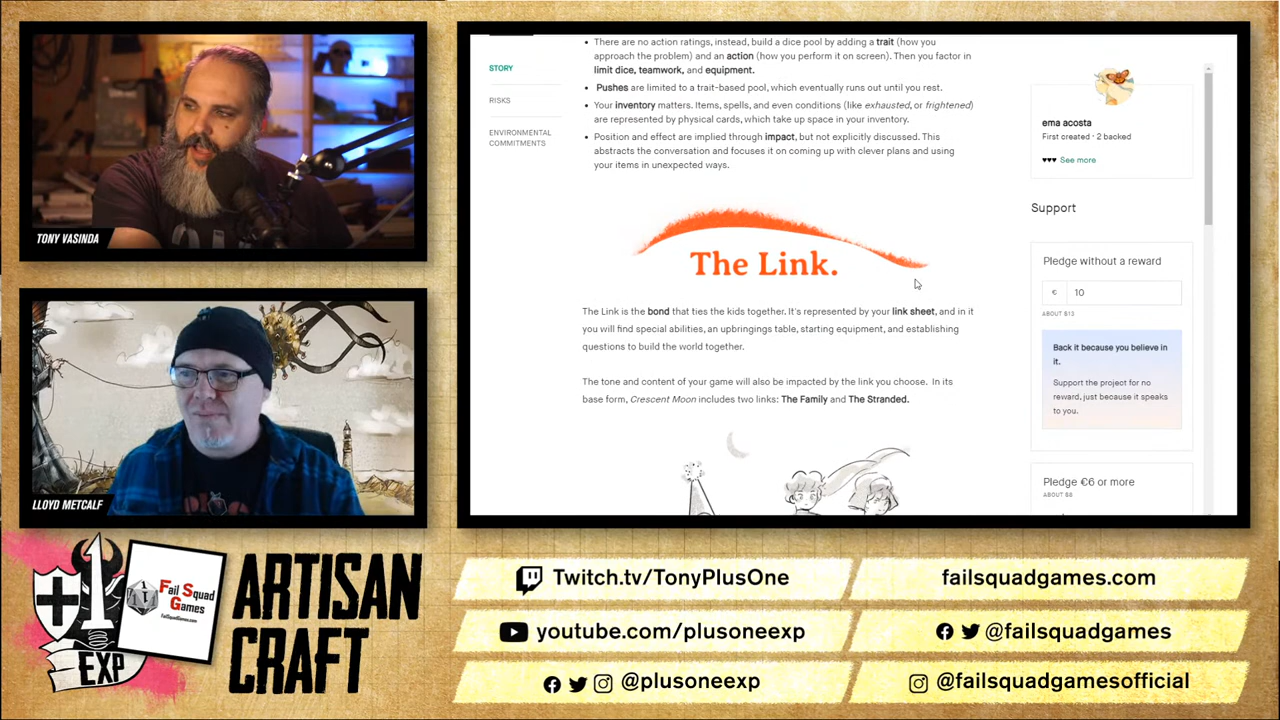 TONY VASINDA
LLOYD METCALF
STORY
RISKS
ENVIRONMENTAL
COMMITMENTS
There are no action ratings, instead, build a dice pool by adding a trait (how you
approach the problem) and an action (how you perform it on screen). Then you factor in
limit dice, teamwork, and equipment.
Pushes are limited to a trait-based pool, which eventually runs out until you rest.
Your inventory matters. Items, spells, and even conditions (like exhausted, or frightened)
are represented by physical cards, which take up space in your inventory.
Position and effect are implied through impact, but not explicitly discussed. This
abstracts the conversation and focuses it on coming up with clever plans and using
your items in unexpected ways.
The Link.
The Link is the bond that ties the kids together. It's represented by your link sheet, and in it
you will find special abilities, an upbringings table, starting equipment, and establishing
questions to build the world together.
The tone and content of your game will also be impacted by the link you choose. In its
base form, Crescent Moon includes two links: The Family and The Stranded.
ema acosta
First created · 2 backed
See more
Support
Pledge without a reward
€ 10
ABOUT $13
Back it because you believe in
it.
Support the project for no
reward, just because it speaks
to you.
Pledge €6 or more
ABOUT $8
1
EXP
Fail Squad
Games
FailSquadGames.com
ARTISAN
CRAFT
Twitch.tv/TonyPlusOne
youtube.com/plusoneexp
@plusoneexp
failsquadgames.com
@failsquadgames
@failsquadgamesofficial